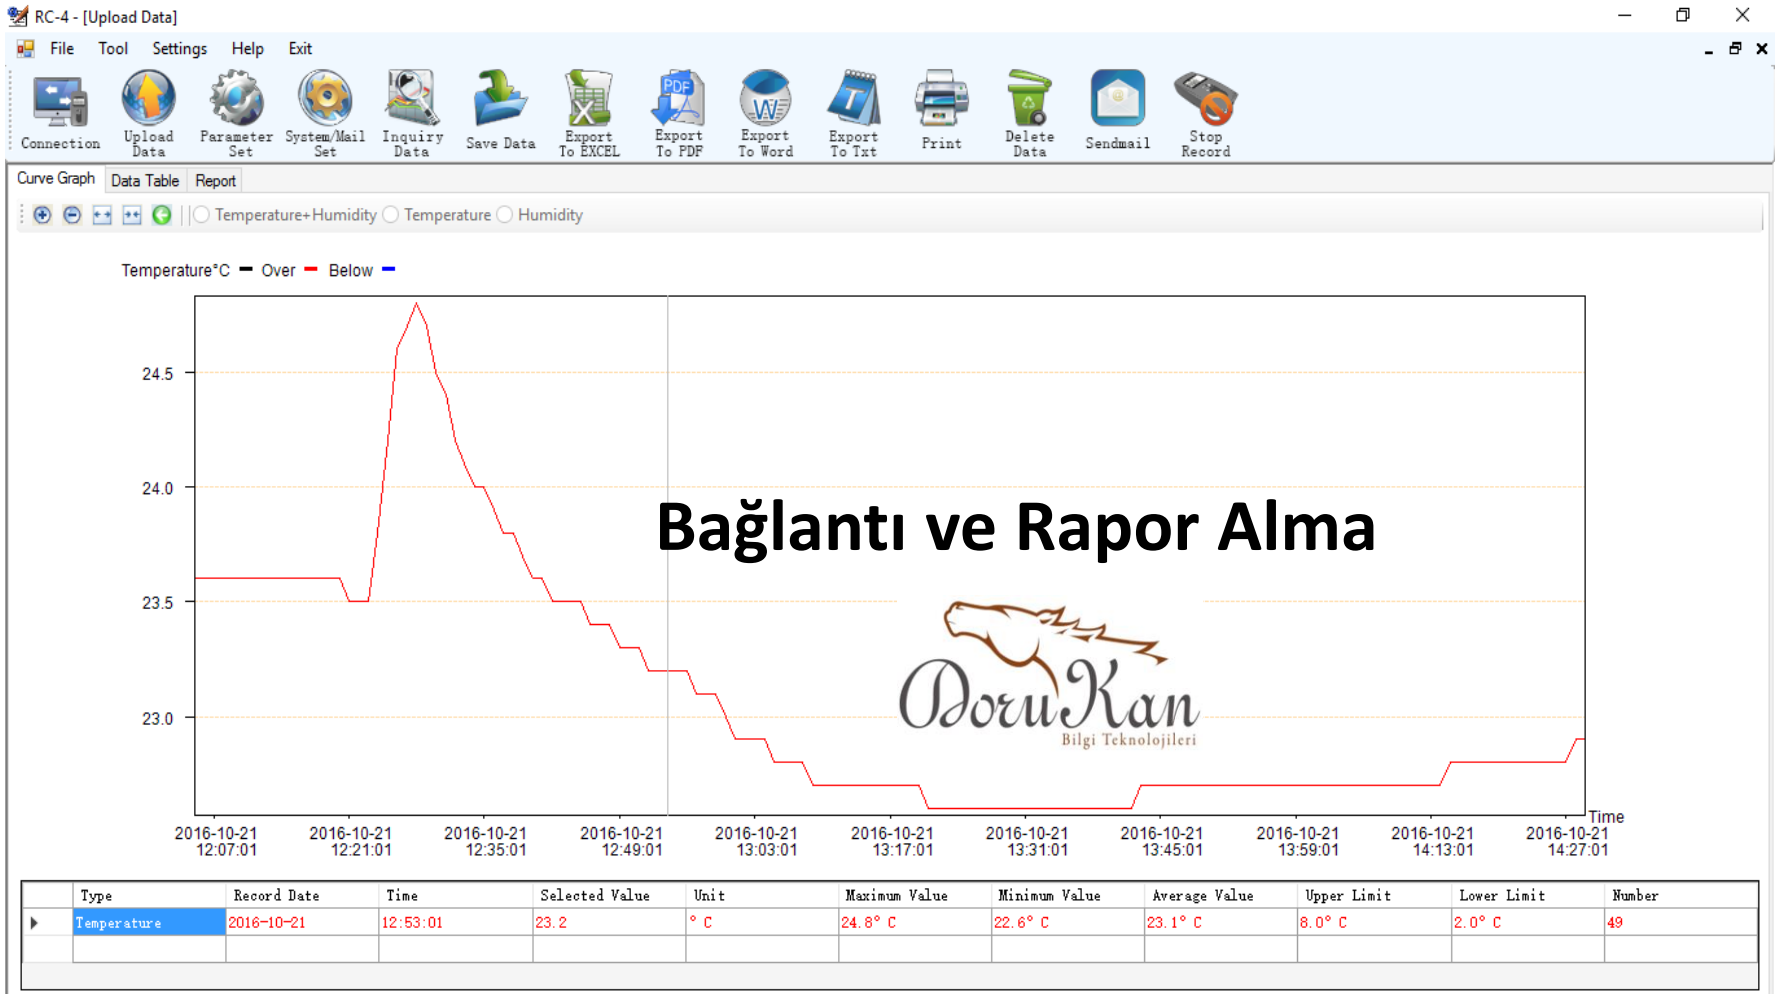 RC-4 - [Upload Data]
File Tool Settings Help Exit
Connection
Upload Data
Parameter Set
System/Mail Set
Inquiry Data
Save Data
Export To EXCEL
PDF
Export To PDF
W
Export To Word
T
Export To Txt
Print
Delete Data
Sendmail
Stop Record
Curve Graph Data Table Report
Temperature+Humidity Temperature Humidity
Temperature°C Over Below
24.5
24.0
Bağlantı ve Rapor Alma
23.5
DoruKan
23.0
Bilgi Teknolojileri
Time
2016-10-21 2016-10-21 2016-10-21 2016-10-21 2016-10-21 2016-10-21 2016-10-21 2016-10-21 2016-10-21 2016-10-21 2016-10-21
12:07:01 12:21:01 12:35:01 12:49:01 13:03:01 13:17:01 13:31:01 13:45:01 13:59:01 14:13:01 14:27:01
Type Record Date Time Selected Value Unit Maximum Value Minimum Value Average Value Upper Limit Lower Limit Number
Temperature 2016-10-21 12:53:01 23.2 ° C 24.8° C 22.6° C 23.1° C 8.0° C 2.0° C 49